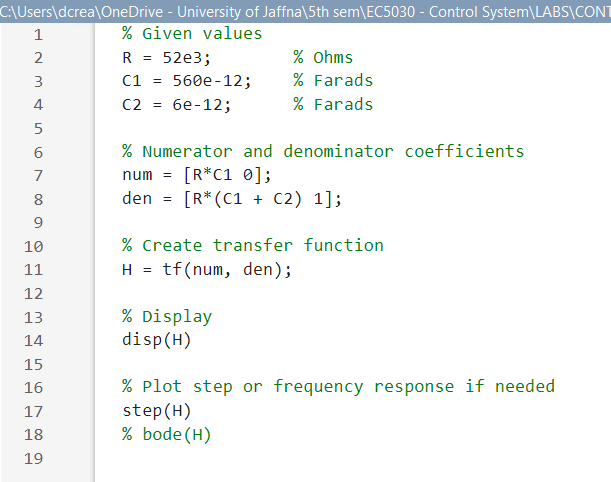 C:\Users\dcrea\OneDrive - University of Jaffna\5th sem\EC5030 - Control System\LABS\CONT
1 % Given values
2 R = 52e3; % Ohms
3 C1 = 560e-12; % Farads
4 C2 = 6e-12; % Farads
5
6 % Numerator and denominator coefficients
7 num = [R*C1 0];
8 den = [R*(C1 + C2) 1];
9
10 % Create transfer function
11 H = tf(num, den);
12
13 % Display
14 disp(H)
15
16 % Plot step or frequency response if needed
17 step(H)
18 % bode(H)
19